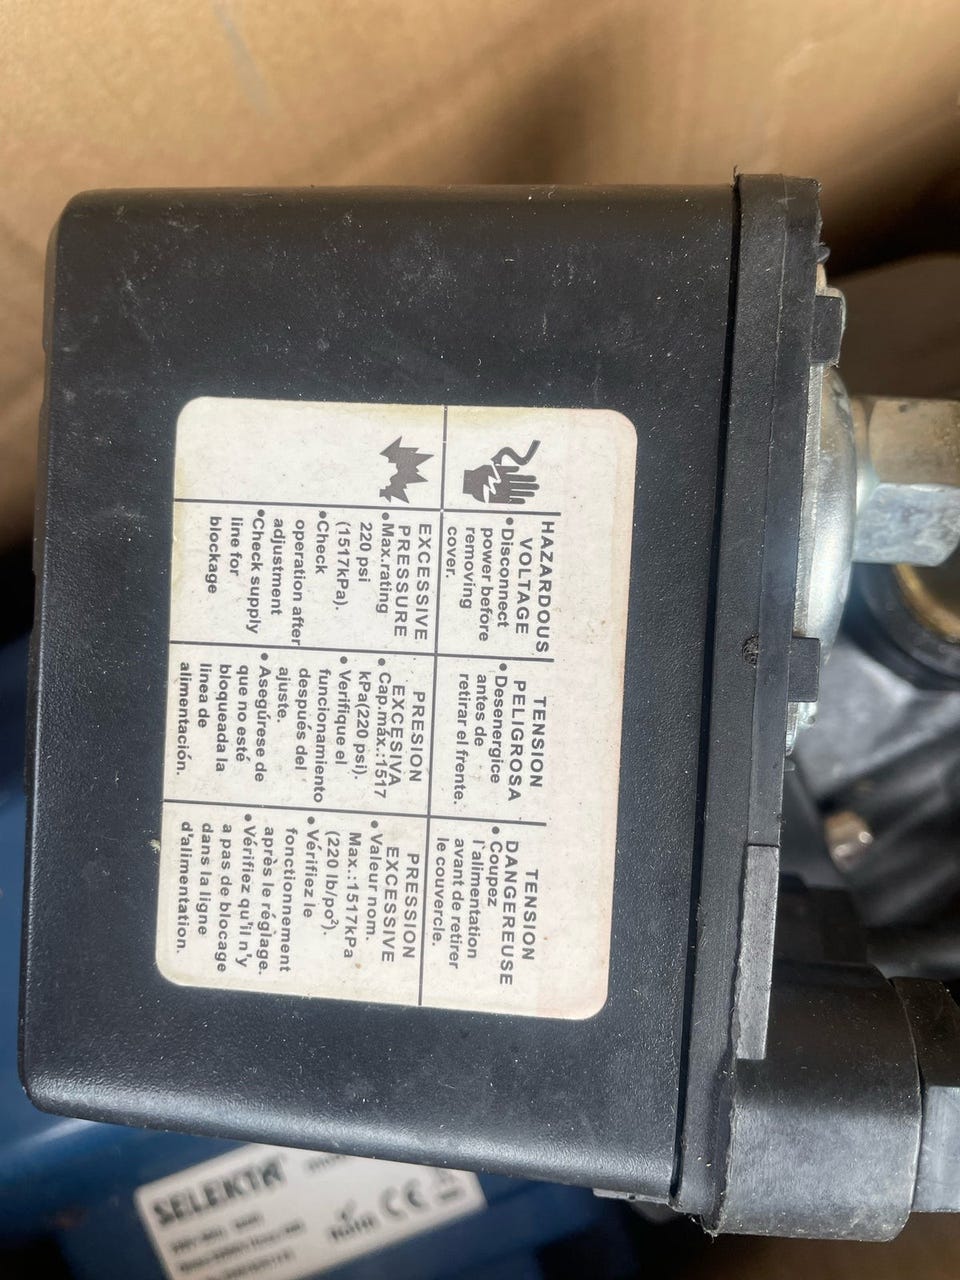 HAZARDOUS
VOLTAGE
•Disconnect
power before
removing
cover.
TENSION
PELIGROSA
•Desenergice
antes de
retirar el frente.
TENSION
DANGEREUSE
•Coupez
l'alimentation
avant de retirer
le couvercle.
EXCESSIVE
PRESSURE
•Max.rating
220 psi
(1517kPa).
•Check
operation after
adjustment
•Check supply
line for
blockage
PRESION
EXCESIVA
•Cap.máx.:1517
kPa(220 psi).
•Verifique el
funcionamiento
después del
ajuste.
•Asegúrese de
que no esté
bloqueada la
linea de
alimentación.
PRESSION
EXCESSIVE
•Valeur nom.
Max.:1517kPa
(220 lb/po²).
•Vérifiez le
fonctionnement
après le réglage.
•Vérifiez qu'il n'y
a pas de blocage
dans la ligne
d'alimentation.
SELEKTA
RoHS CE